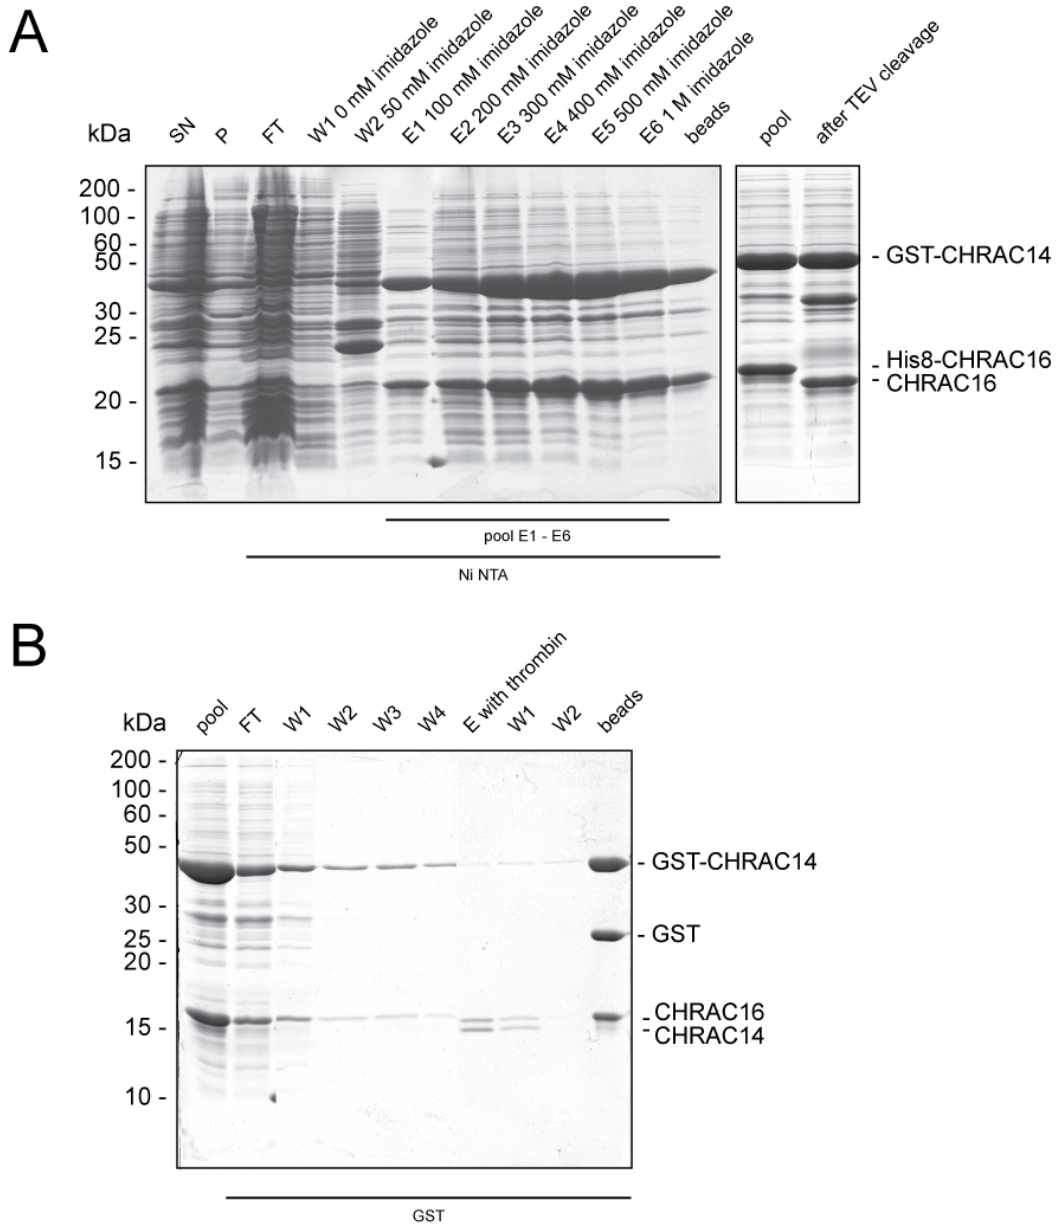 A
kDa
SN
P
FT
W1 0 mM imidazole
W2 50 mM imidazole
E1 100 mM imidazole
E2 200 mM imidazole
E3 300 mM imidazole
E4 400 mM imidazole
E5 500 mM imidazole
E6 1 M imidazole
beads
pool
after TEV cleavage
200 -
100 -
60 -
50 -
30 -
25 -
20 -
15 -
- GST-CHRAC14
- His8-CHRAC16
- CHRAC16
pool E1 - E6
Ni NTA
B
kDa
pool
FT
W1
W2
W3
W4
E with thrombin
W1
W2
beads
200 -
100 -
60 -
50 -
30 -
25 -
20 -
15 -
10 -
- GST-CHRAC14
- GST
- CHRAC16
- CHRAC14
GST